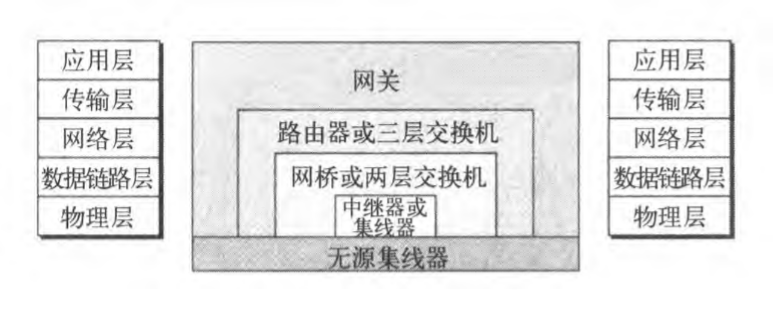 应用层
传输层
网络层
数据链路层
物理层
网关
路由器或三层交换机
网桥或两层交换机
中继器或
集线器
无源集线器
应用层
传输层
网络层
数据链路层
物理层